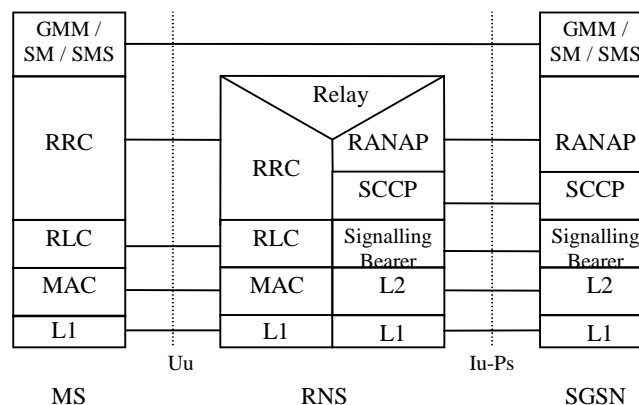 GMM /
SM / SMS
GMM /
SM / SMS
Relay
RRC
RRC
RANAP
RANAP
SCCP
SCCP
RLC
RLC
Signalling
Bearer
Signalling
Bearer
MAC
MAC
L2
L2
L1
L1
L1
L1
Uu
Iu-Ps
MS
RNS
SGSN